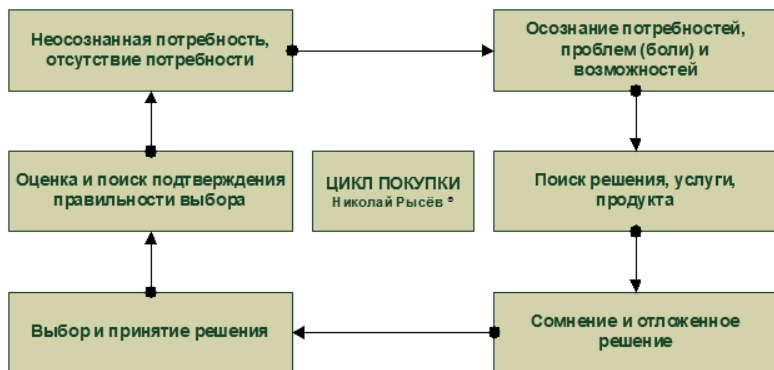 Неосознанная потребность,
отсутствие потребности
Осознание потребностей,
проблем (боли) и
возможностей
Оценка и поиск подтверждения
правильности выбора
ЦИКЛ ПОКУПКИ
Николай Рысёв ®
Поиск решения, услуги,
продукта
Выбор и принятие решения
Сомнение и отложенное
решение